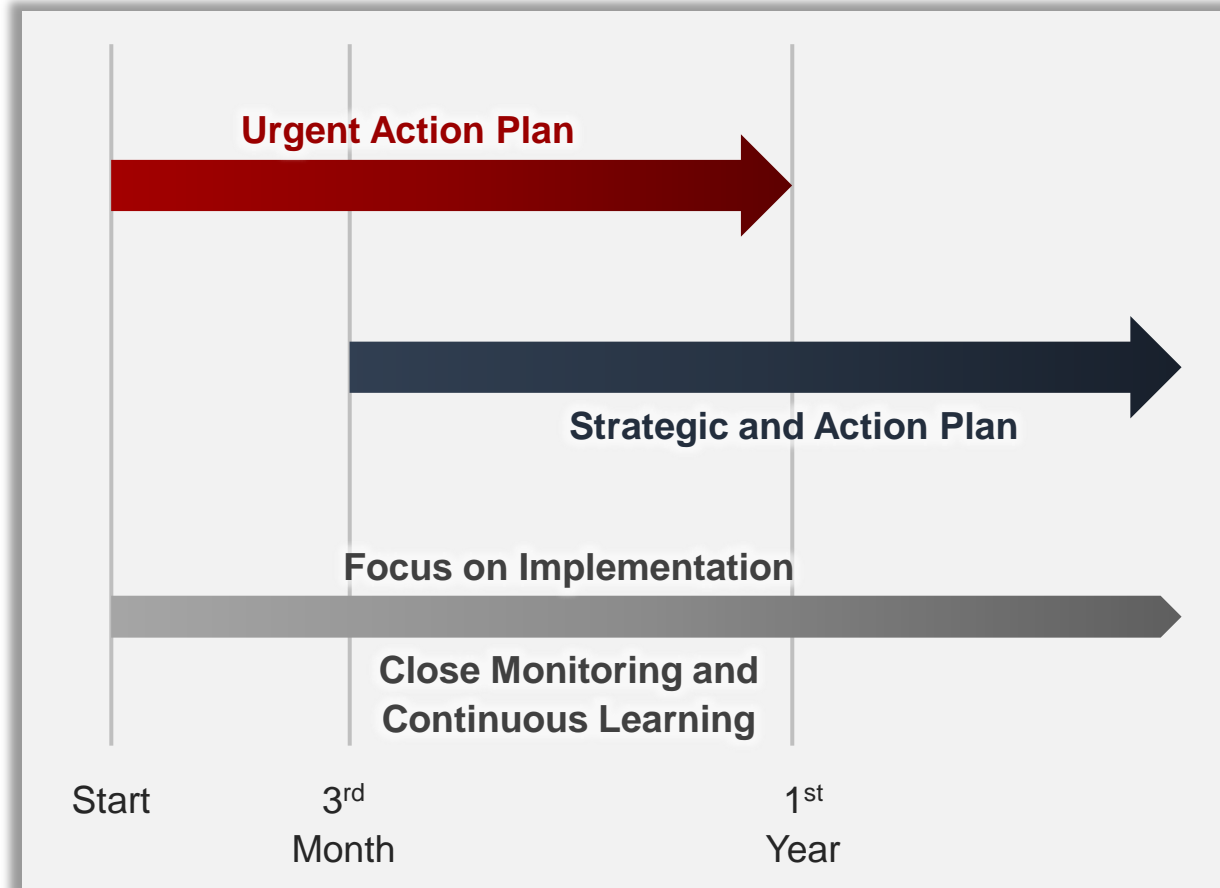 Urgent Action Plan
Strategic and Action Plan
Focus on Implementation
Close Monitoring and
Continuous Learning
Start
3rd
Month
1st
Year